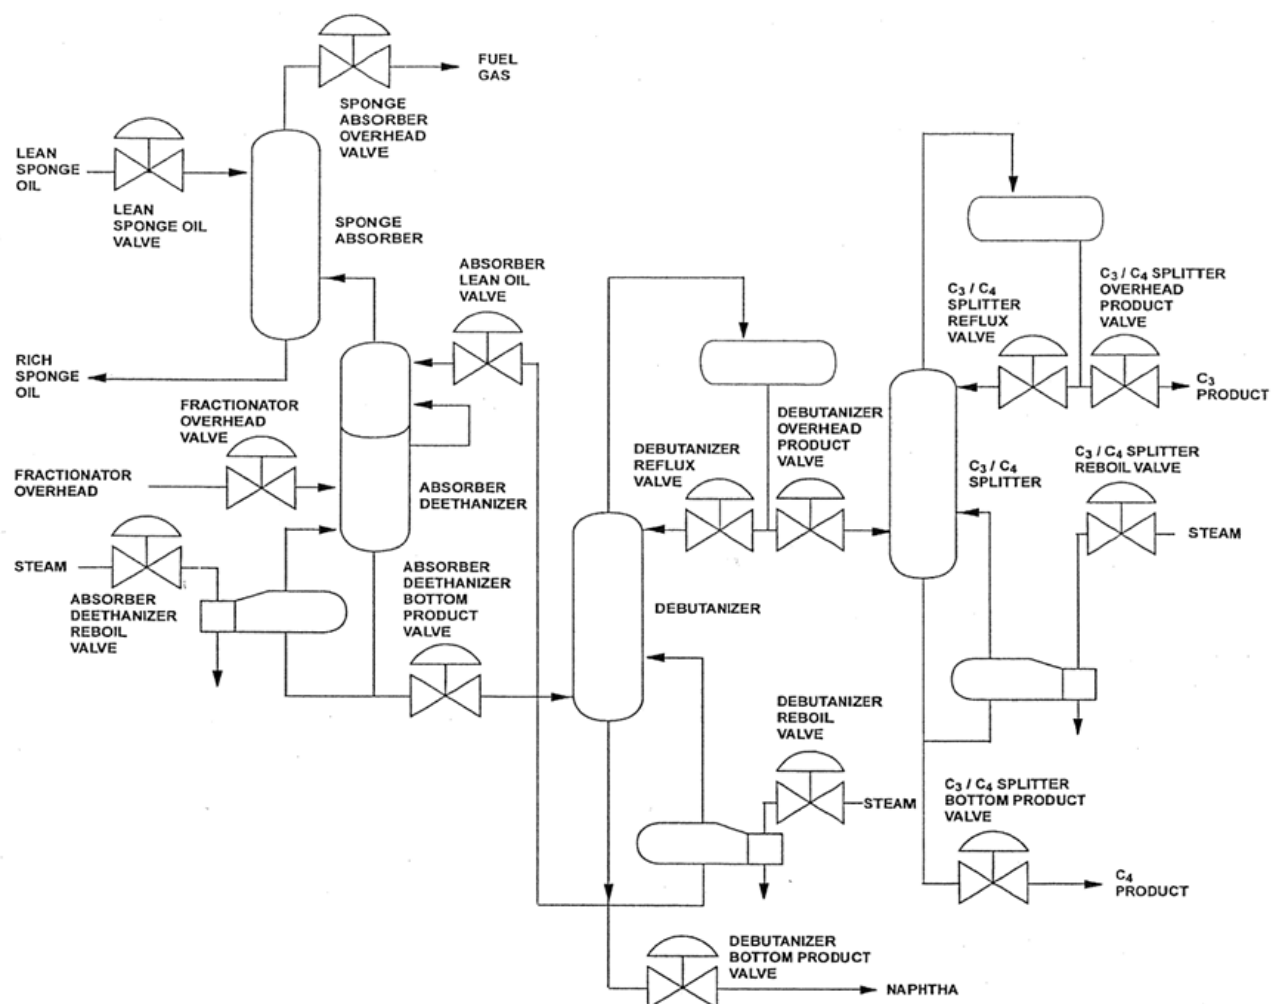 FUEL
GAS
SPONGE
ABSORBER
OVERHEAD
VALVE
LEAN
SPONGE
OIL
LEAN
SPONGE OIL
VALVE
SPONGE
ABSORBER
ABSORBER
LEAN OIL
VALVE
C3 / C4
SPLITTER
REFLUX
VALVE
C3 / C4 SPLITTER
OVERHEAD
PRODUCT
VALVE
RICH
SPONGE
OIL
C3
PRODUCT
FRACTIONATOR
OVERHEAD
VALVE
DEBUTANIZER
OVERHEAD
PRODUCT
VALVE
DEBUTANIZER
REFLUX
VALVE
C3 / C4 SPLITTER
REBOIL VALVE
FRACTIONATOR
OVERHEAD
ABSORBER
DEETHANIZER
C3 / C4
SPLITTER
STEAM
STEAM
ABSORBER
DEETHANIZER
REBOIL
VALVE
ABSORBER
DEETHANIZER
BOTTOM
PRODUCT
VALVE
DEBUTANIZER
DEBUTANIZER
REBOIL
VALVE
STEAM
C3 / C4 SPLITTER
BOTTOM PRODUCT
VALVE
C4
PRODUCT
DEBUTANIZER
BOTTOM PRODUCT
VALVE
NAPHTHA